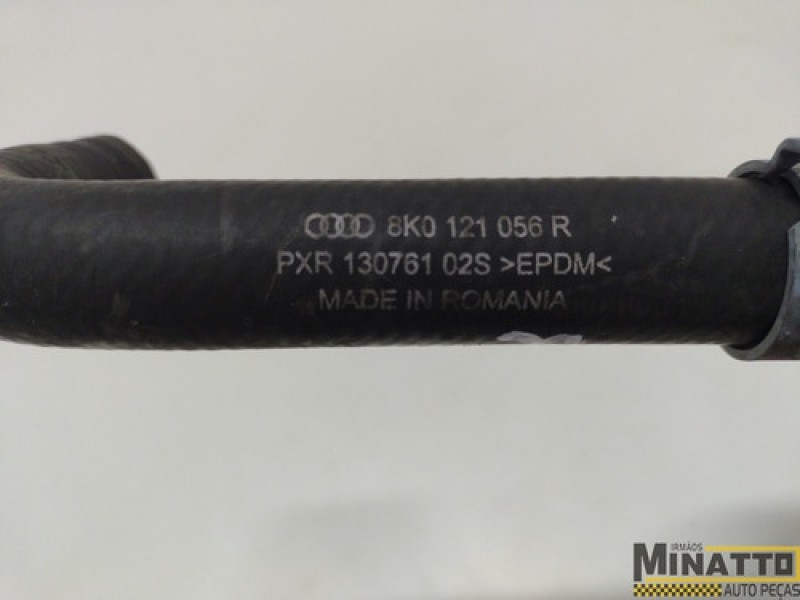 8K0 121 056 R
PXR 130761 02S >EPDM<
MADE IN ROMANIA
IRMÃOS
MINATTO
AUTO PEÇAS